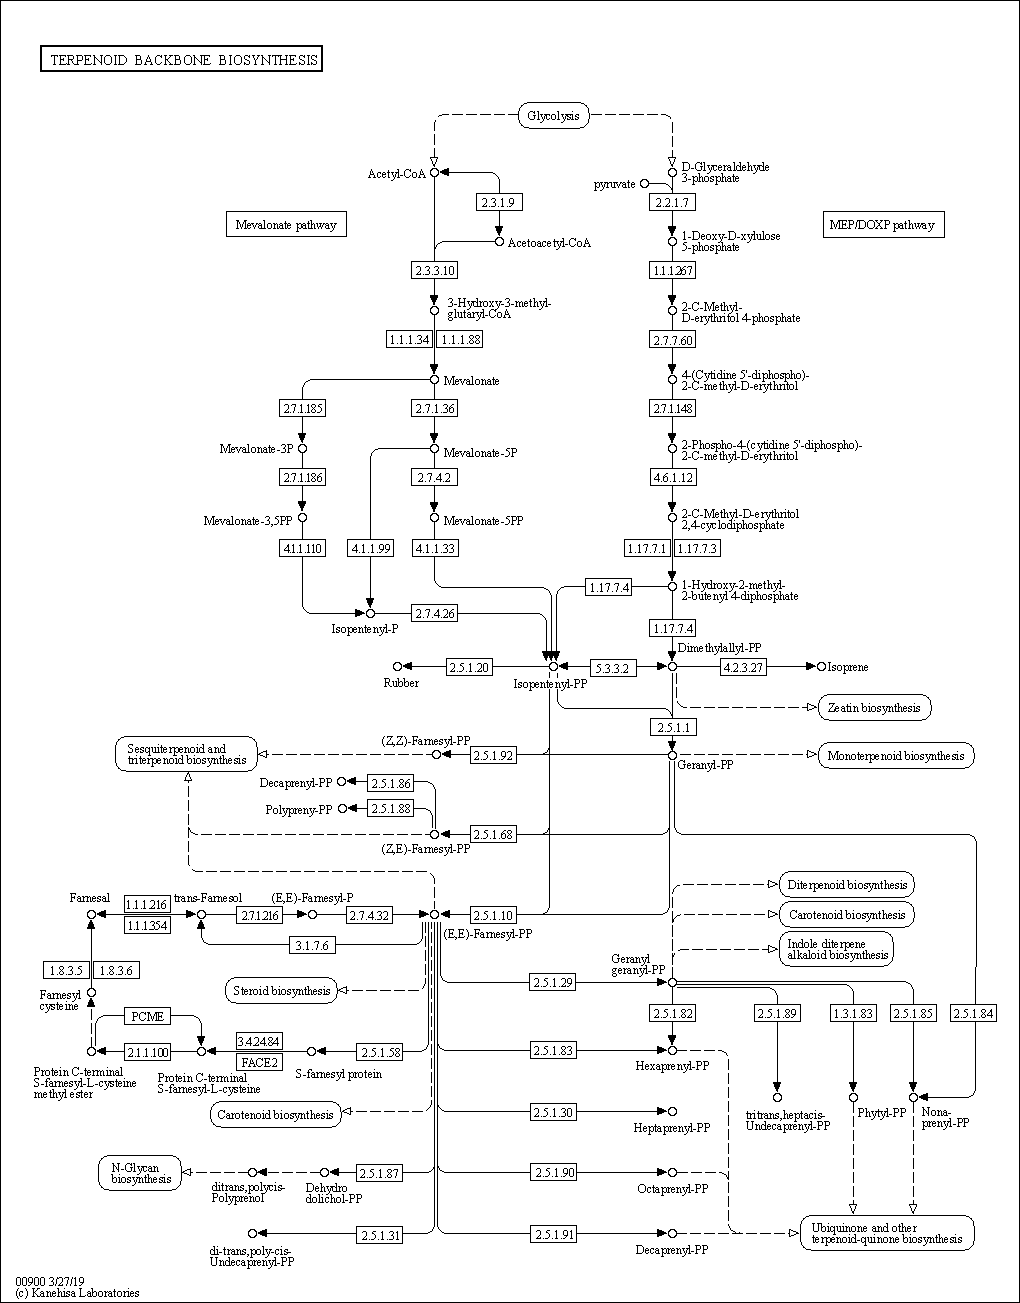 TERPENOID BACKBONE BIOSYNTHESIS
Glycolysis
Acetyl-CoA
D-Glyceraldehyde
3-phosphate
pyruvate
2.3.1.9
2.2.1.7
Mevalonate pathway
MEP/DOXP pathway
Acetoacetyl-CoA
1-Deoxy-D-xylulose
5-phosphate
2.3.3.10
1.1.1.267
3-Hydroxy-3-methyl-
glutaryl-CoA
2-C-Methyl-
D-erythritol 4-phosphate
1.1.1.34
1.1.1.88
2.7.7.60
Mevalonate
4-(Cytidine 5'-diphospho)-
2-C-methyl-D-erythritol
2.7.1.185
2.7.1.36
2.7.1.148
Mevalonate-3P
Mevalonate-5P
2-Phospho-4-(cytidine 5'-diphospho)-
2-C-methyl-D-erythritol
2.7.1.186
2.7.4.2
4.6.1.12
Mevalonate-3,5PP
Mevalonate-5PP
2-C-Methyl-D-erythritol
2,4-cyclodiphosphate
4.1.1.110
4.1.1.99
4.1.1.33
1.17.7.1
1.17.7.3
1.17.7.4
1-Hydroxy-2-methyl-
2-butenyl 4-diphosphate
2.7.4.26
Isopentenyl-P
1.17.7.4
Dimethylallyl-PP
2.5.1.20
5.3.3.2
4.2.3.27
Isoprene
Rubber
Isopentenyl-PP
Zeatin biosynthesis
2.5.1.1
(Z,Z)-Farnesyl-PP
Sesquiterpenoid and
triterpenoid biosynthesis
2.5.1.92
Geranyl-PP
Monoterpenoid biosynthesis
Decaprenyl-PP
2.5.1.86
Polypreny-PP
2.5.1.88
2.5.1.68
(Z,E)-Farnesyl-PP
Diterpenoid biosynthesis
Farnesal
1.1.1.216
trans-Farnesol
(E,E)-Farnesyl-P
2.7.1.216
2.7.4.32
2.5.1.10
Carotenoid biosynthesis
1.1.1.354
(E,E)-Farnesyl-PP
3.1.7.6
Indole diterpene
alkaloid biosynthesis
1.8.3.5
1.8.3.6
Geranyl
geranyl-PP
2.5.1.29
Farnesyl
cysteine
Steroid biosynthesis
PCME
2.5.1.82
2.5.1.89
1.3.1.83
2.5.1.85
2.5.1.84
3.4.24.84
2.1.1.100
2.5.1.58
2.5.1.83
FACE2
Hexaprenyl-PP
Protein C-terminal
S-farnesyl-L-cysteine
methyl ester
Protein C-terminal
S-farnesyl-L-cysteine
S-farnesyl protein
Carotenoid biosynthesis
2.5.1.30
Heptaprenyl-PP
tritrans,heptacis-
Undecaprenyl-PP
Phytyl-PP
Nona-
prenyl-PP
N-Glycan
biosynthesis
2.5.1.87
2.5.1.90
ditrans,polycis-
Polyprenol
Dehydro
dolichol-PP
Octaprenyl-PP
2.5.1.31
2.5.1.91
Ubiquinone and other
terpenoid-quinone biosynthesis
di-trans,poly-cis-
Undecaprenyl-PP
Decaprenyl-PP
00900 3/27/19
(c) Kanehisa Laboratories